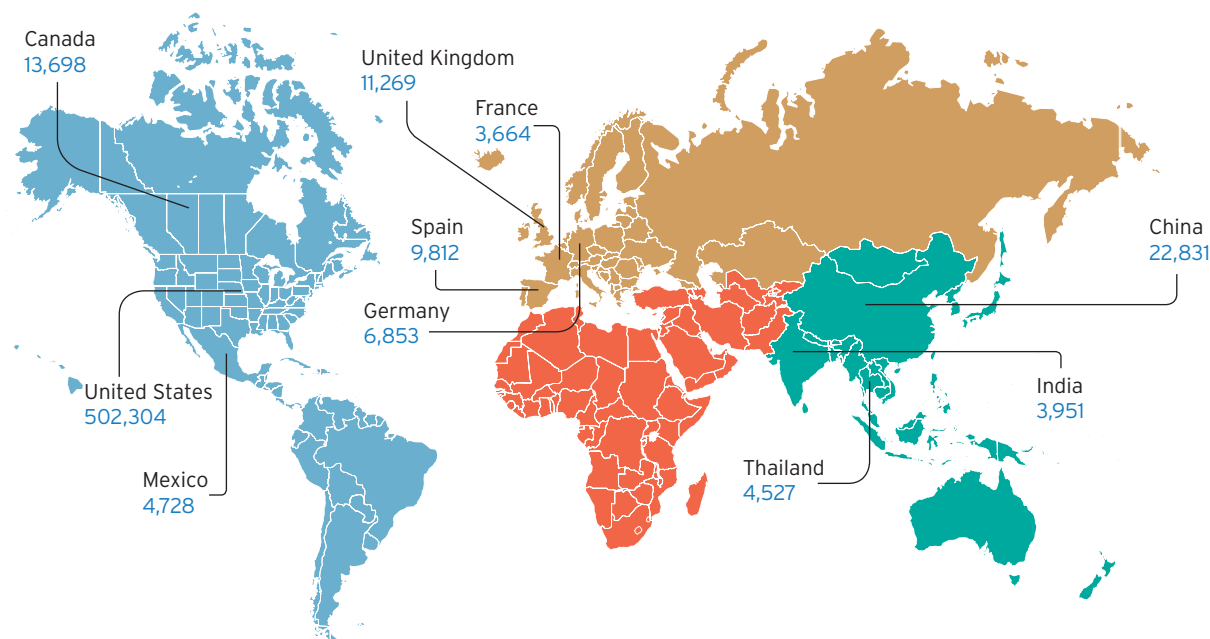 Canada
13,698
United Kingdom
11,269
France
3,664
Spain
9,812
China
22,831
Germany
6,853
United States
502,304
India
3,951
Mexico
4,728
Thailand
4,527